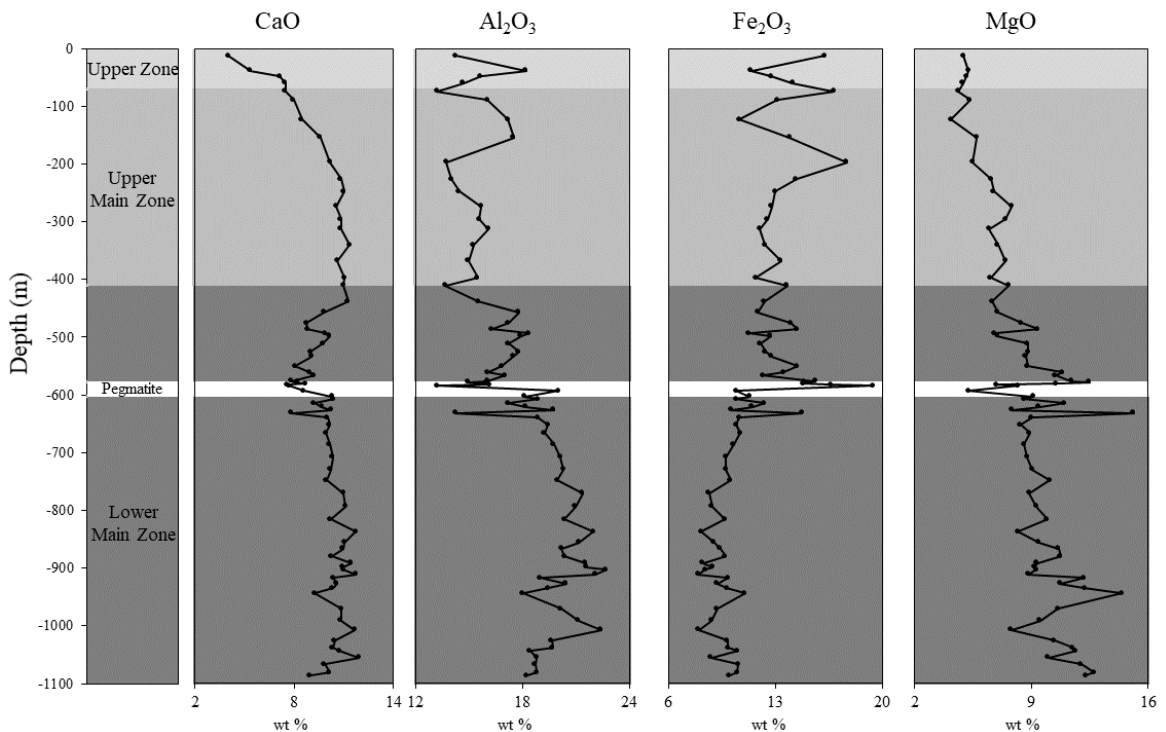 CaO Al₂O₃ Fe₂O₃ MgO
Depth (m)
0
-100
-200
-300
-400
-500
-600
-700
-800
-900
-1000
-1100
Upper Zone
Upper
Main Zone
Pegmatite
Lower
Main Zone
2 14 12 18 24 6 13 20 2 9 16
wt % wt % wt % wt %